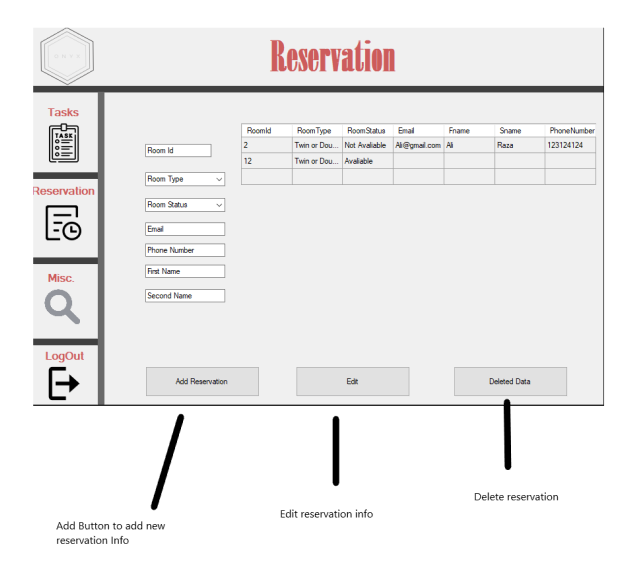 Reservation
Tasks
TASK
Reservation
Misc.
LogOut
Room Id
Room Type
Room Status
Email
Phone Number
First Name
Second Name
RoomId RoomType RoomStatus Email Fname Sname PhoneNumber
2 Twin or Dou... Not Avaliable Ali@gmail.com Ali Raza 123124124
12 Twin or Dou... Avaliable
Add Reservation Edit Deleted Data
Add Button to add new
reservation Info
Edit reservation info
Delete reservation